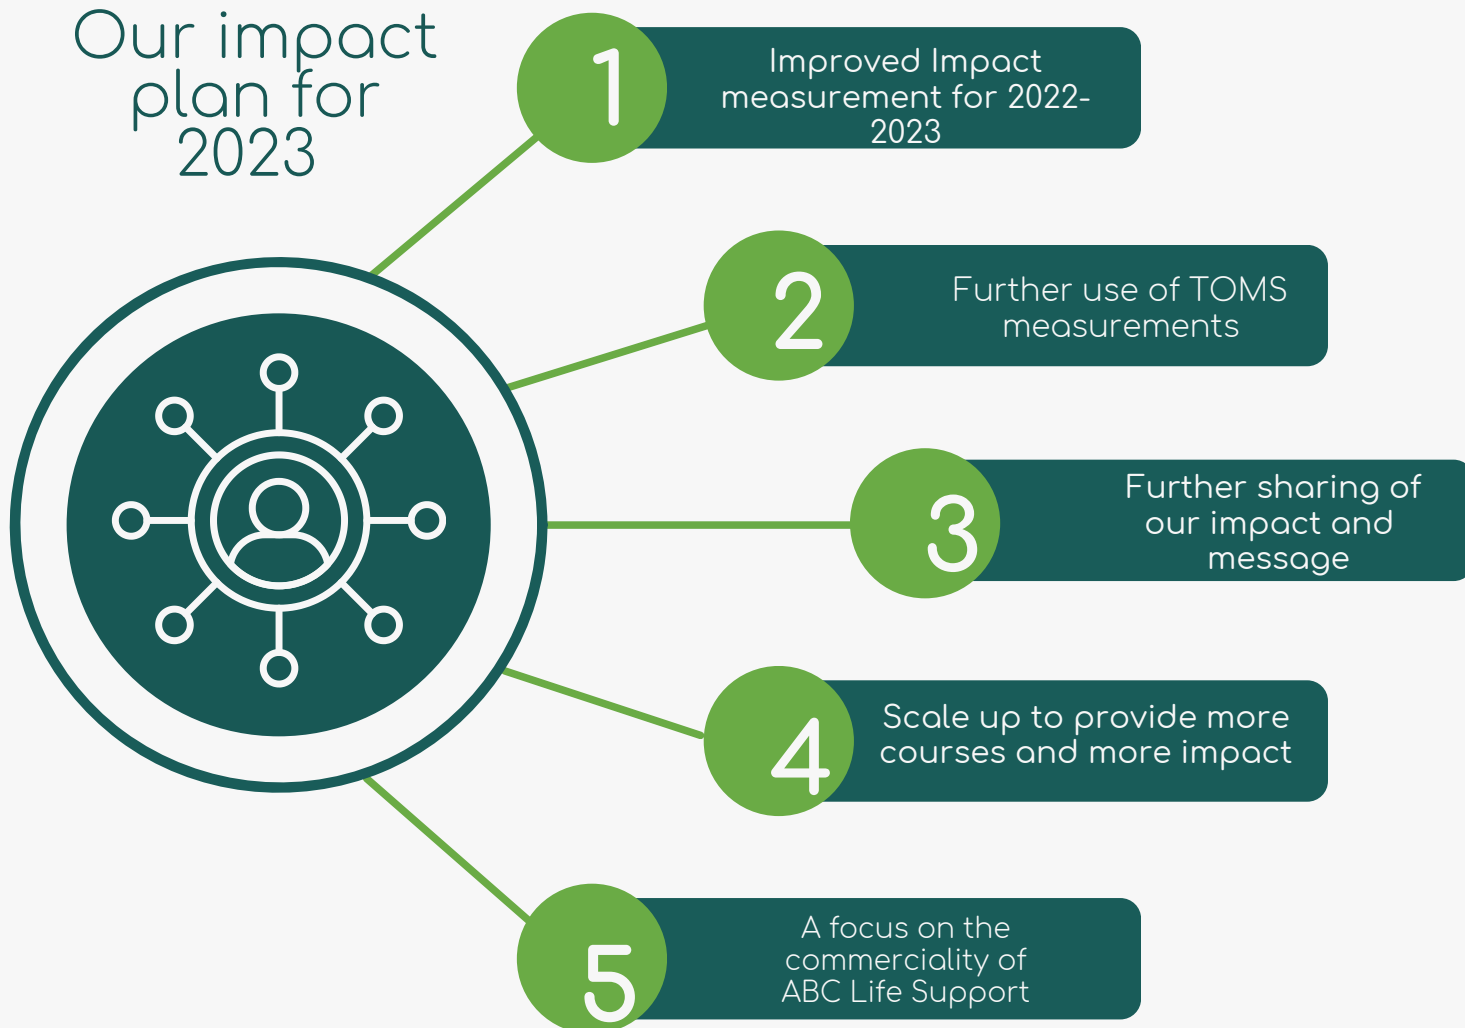 Our impact
plan for
2023
1
Improved Impact
measurement for 2022-
2023
2
Further use of TOMS
measurements
3
Further sharing of
our impact and
message
4
Scale up to provide more
courses and more impact
5
A focus on the
commerciality of
ABC Life Support